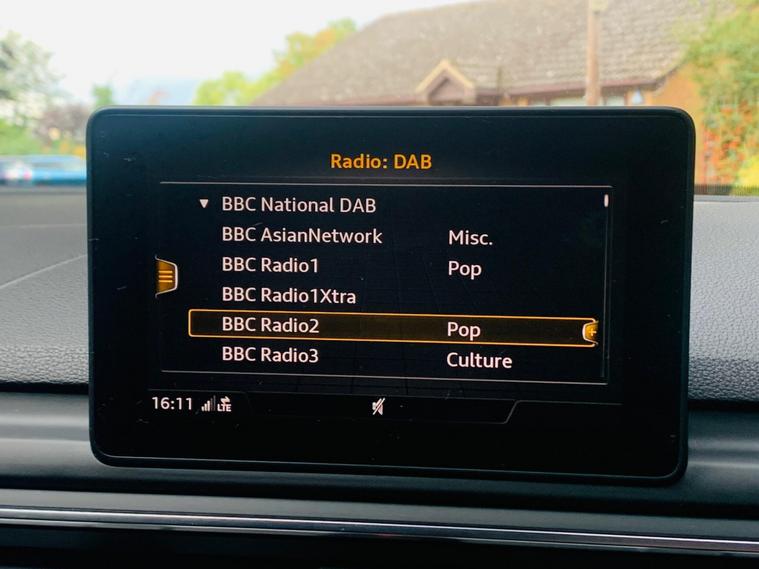 Radio: DAB
BBC National DAB
BBC AsianNetwork Misc.
BBC Radio1 Pop
BBC Radio1Xtra
BBC Radio2 Pop
BBC Radio3 Culture
16:11 LTE